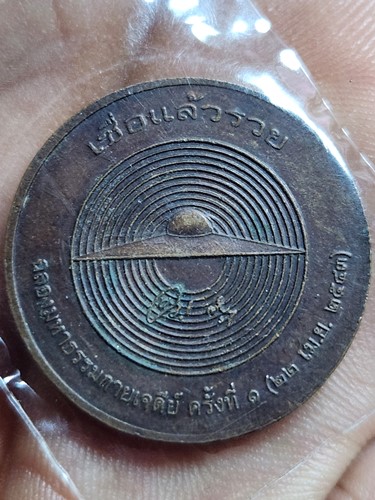 เชื่อแล้วรวย
ฉลองมหาธรรมกายเจดีย์ ครั้งที่ ๑ (๒๒ เม.ย. ๒๕๔๓)